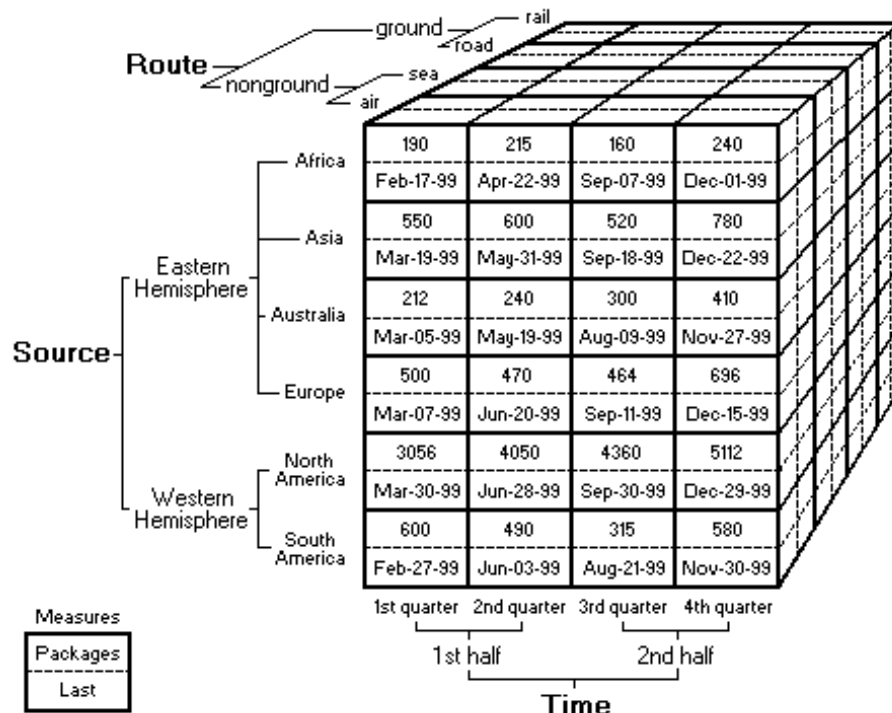 ground
rail
road
Route
nonground
sea
air
190 215 160 240
Africa
Feb-17-99 Apr-22-99 Sep-07-99 Dec-01-99
550 600 520 780
Asia
Mar-19-99 May-31-99 Sep-18-99 Dec-22-99
Eastern
Hemisphere
212 240 300 410
Australia
Mar-05-99 May-19-99 Aug-09-99 Nov-27-99
Source
500 470 464 696
Europe
Mar-07-99 Jun-20-99 Sep-11-99 Dec-15-99
3056 4050 4360 5112
North
America
Mar-30-99 Jun-28-99 Sep-30-99 Dec-29-99
Western
Hemisphere
600 490 315 580
South
America
Feb-27-99 Jun-03-99 Aug-21-99 Nov-30-99
1st quarter 2nd quarter 3rd quarter 4th quarter
1st half 2nd half
Time
Measures
Packages
Last